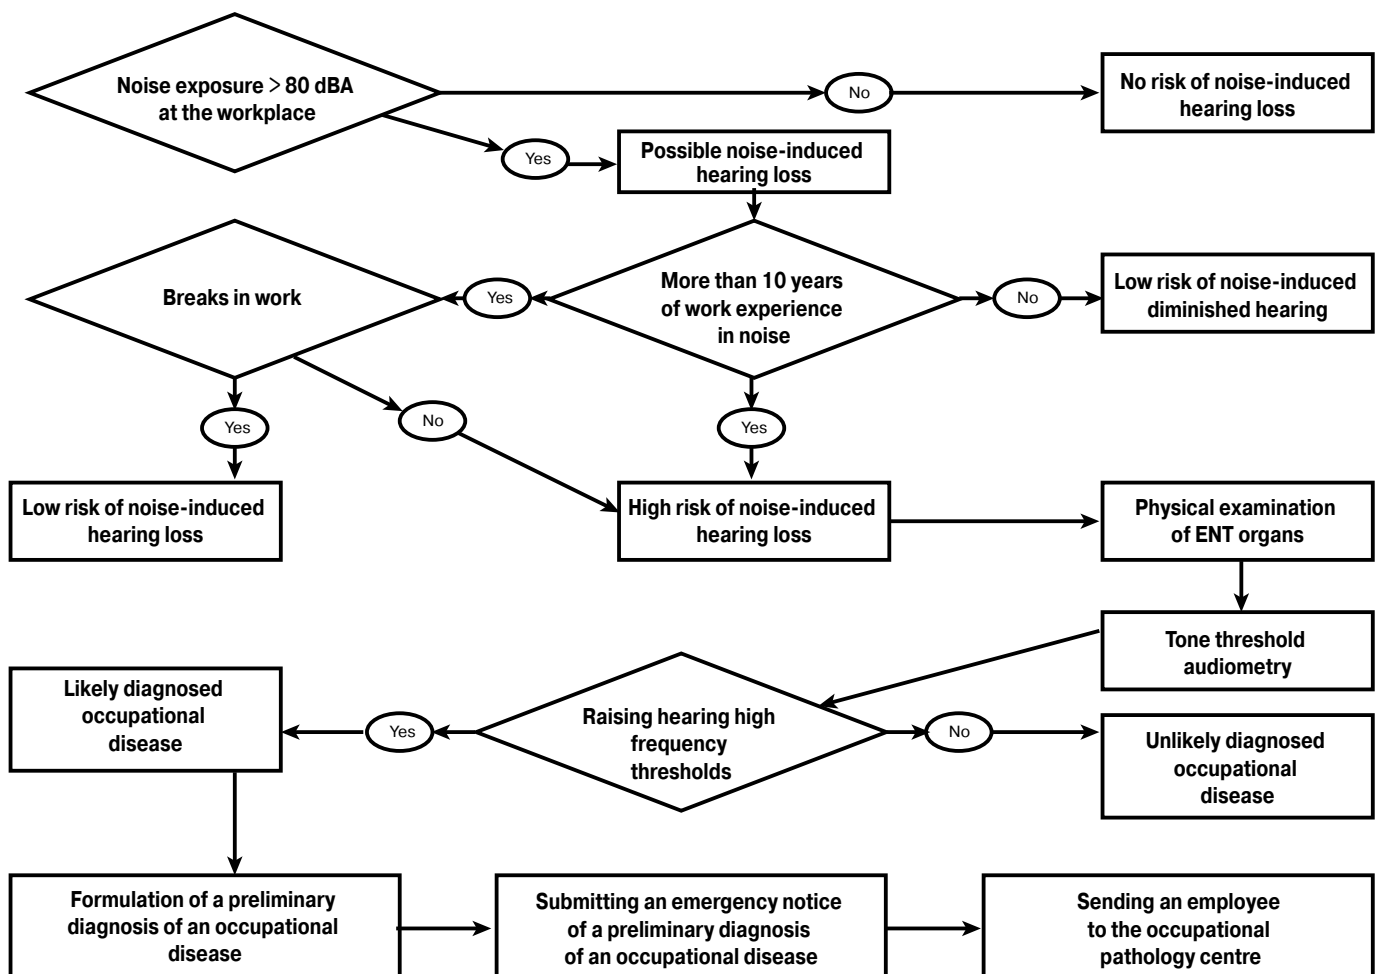 Noise exposure > 80 dBA
at the workplace
No
No risk of noise-induced
hearing loss
Yes
Possible noise-induced
hearing loss
Breaks in work
Yes
More than 10 years
of work experience
in noise
No
Low risk of noise-induced
diminished hearing
Yes
No
Yes
Low risk of noise-induced
hearing loss
High risk of noise-induced
hearing loss
Physical examination
of ENT organs
Tone threshold
audiometry
Likely diagnosed
occupational
disease
Yes
Raising hearing high
frequency
thresholds
No
Unlikely diagnosed
occupational
disease
Formulation of a preliminary
diagnosis of an occupational
disease
Submitting an emergency notice
of a preliminary diagnosis
of an occupational disease
Sending an employee
to the occupational
pathology centre